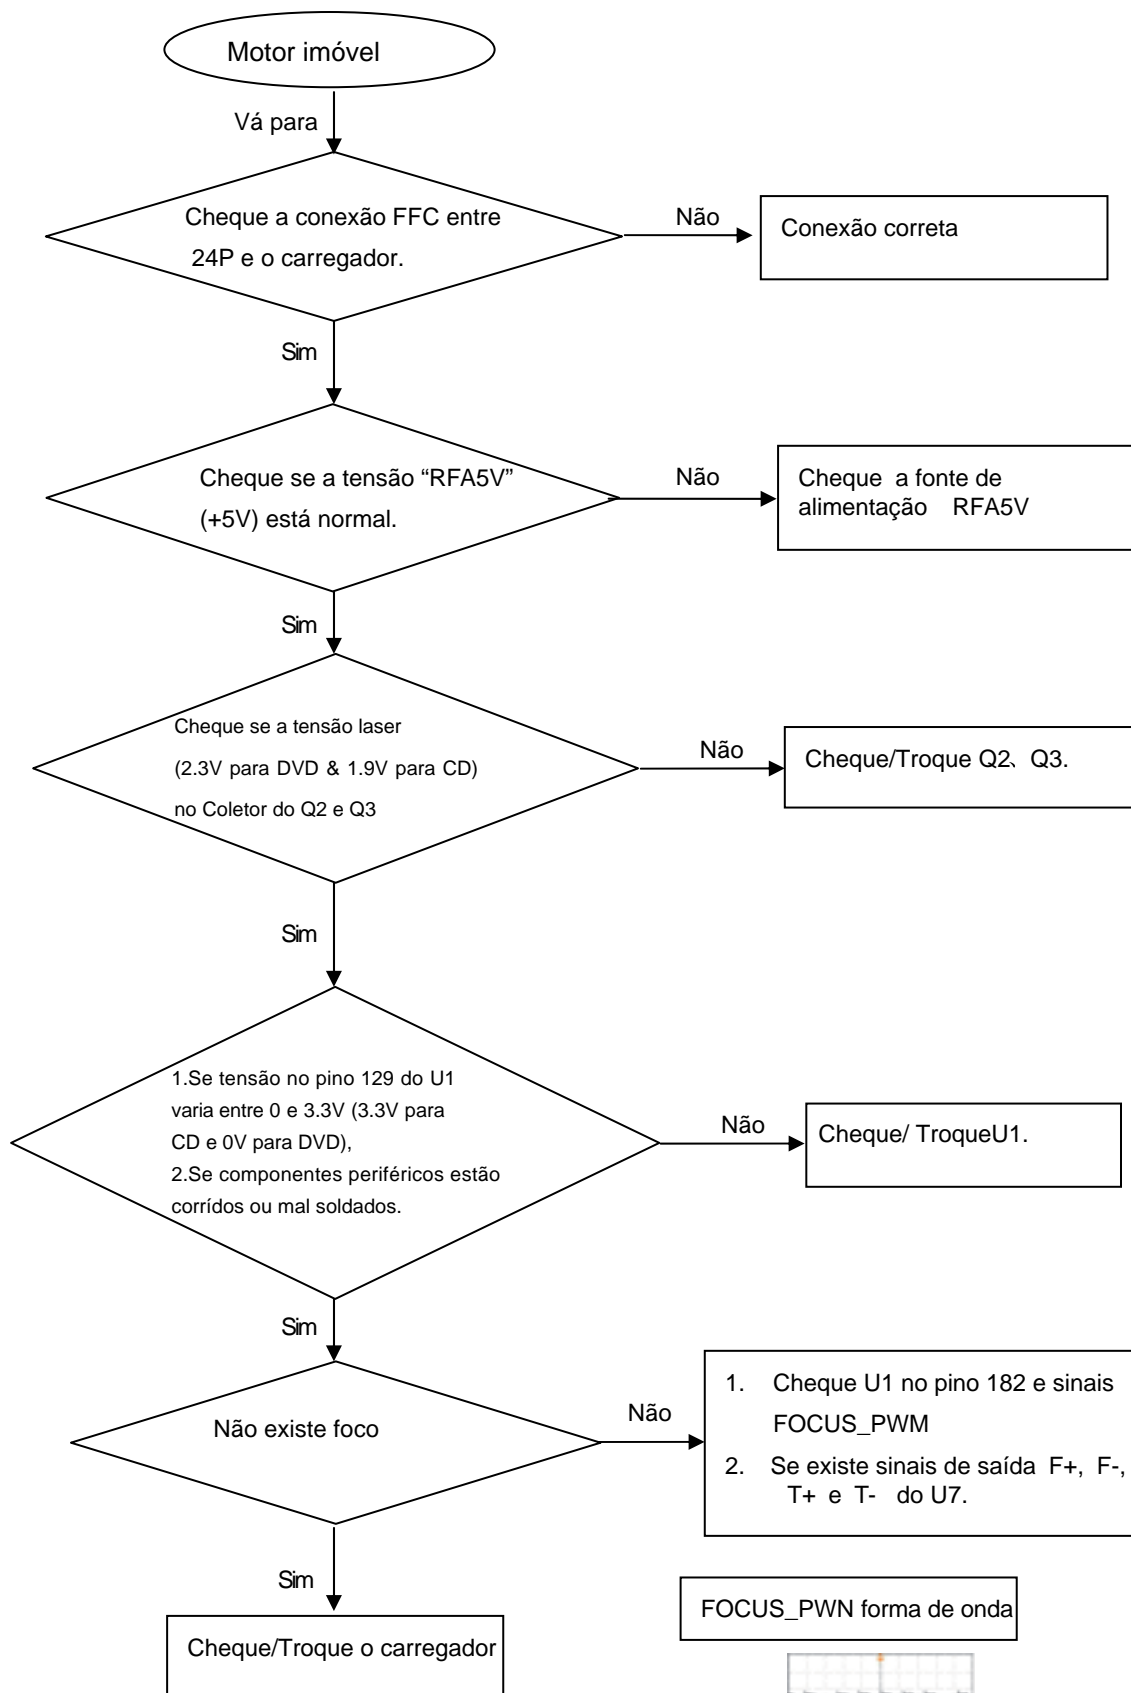 Motor imóvel
Vá para
Cheque a conexão FFC entre
24P e o carregador.
Não
Conexão correta
Sim
Cheque se a tensão “RFA5V”
(+5V) está normal.
Não
Cheque a fonte de
alimentação RFA5V
Sim
Cheque se a tensão laser
(2.3V para DVD & 1.9V para CD)
no Coletor do Q2 e Q3
Não
Cheque/Troque Q2、Q3.
Sim
1.Se tensão no pino 129 do U1
varia entre 0 e 3.3V (3.3V para
CD e 0V para DVD),
2.Se componentes periféricos estão
corrídos ou mal soldados.
Não
Cheque/ TroqueU1.
Sim
Não existe foco
Não
1. Cheque U1 no pino 182 e sinais
FOCUS_PWM
2. Se existe sinais de saída F+, F-,
T+ e T- do U7.
Sim
Cheque/Troque o carregador
FOCUS_PWN forma de onda